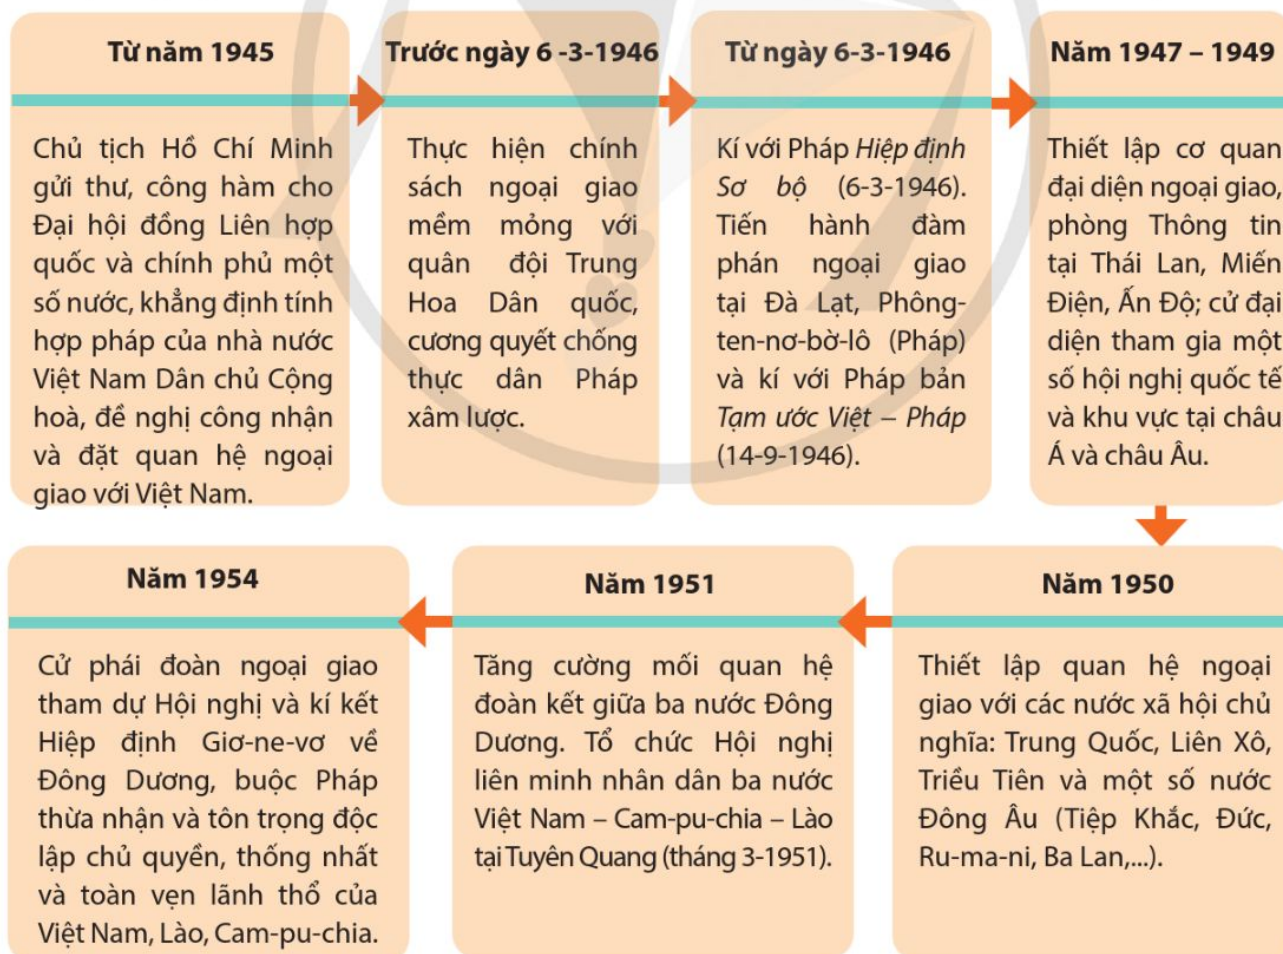 Từ năm 1945
Chủ tịch Hồ Chí Minh
gửi thư, công hàm cho
Đại hội đồng Liên hợp
quốc và chính phủ một
số nước, khẳng định tính
hợp pháp của nhà nước
Việt Nam Dân chủ Cộng
hoà, đề nghị công nhận
và đặt quan hệ ngoại
giao với Việt Nam.
Trước ngày 6 -3-1946
Thực hiện chính
sách ngoại giao
mềm mỏng với
quân đội Trung
Hoa Dân quốc,
cương quyết chống
thực dân Pháp
xâm lược.
Từ ngày 6-3-1946
Kí với Pháp Hiệp định
Sơ bộ (6-3-1946).
Tiến hành đàm
phán ngoại giao
tại Đà Lạt, Phông-
ten-nơ-bờ-lô (Pháp)
và kí với Pháp bản
Tạm ước Việt – Pháp
(14-9-1946).
Năm 1947 – 1949
Thiết lập cơ quan
đại diện ngoại giao,
phòng Thông tin
tại Thái Lan, Miến
Điện, Ấn Độ; cử đại
diện tham gia một
số hội nghị quốc tế
và khu vực tại châu
Á và châu Âu.
Năm 1950
Thiết lập quan hệ ngoại
giao với các nước xã hội chủ
nghĩa: Trung Quốc, Liên Xô,
Triều Tiên và một số nước
Đông Âu (Tiệp Khắc, Đức,
Ru-ma-ni, Ba Lan,...).
Năm 1951
Tăng cường mối quan hệ
đoàn kết giữa ba nước Đông
Dương. Tổ chức Hội nghị
liên minh nhân dân ba nước
Việt Nam – Cam-pu-chia – Lào
tại Tuyên Quang (tháng 3-1951).
Năm 1954
Cử phái đoàn ngoại giao
tham dự Hội nghị và kí kết
Hiệp định Giơ-ne-vơ về
Đông Dương, buộc Pháp
thừa nhận và tôn trọng độc
lập chủ quyền, thống nhất
và toàn vẹn lãnh thổ của
Việt Nam, Lào, Cam-pu-chia.